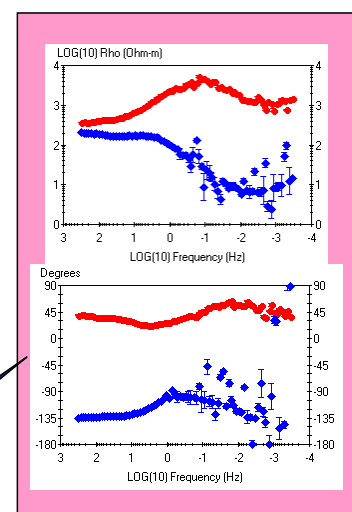 LOG(10) Rho (Ohm-m)
4 4
3 3
2 2
1 1
0 0
3 2 1 0 -1 -2 -3 -4
LOG(10) Frequency (Hz)
Degrees
90 90
45 45
0 0
-45 -45
-90 -90
-135 -135
-180 -180
3 2 1 0 -1 -2 -3 -4
LOG(10) Frequency (Hz)